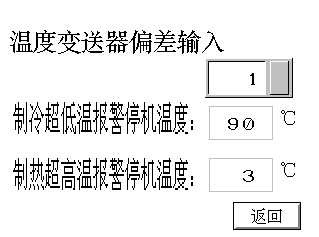 温度变送器偏差输入
1
制冷超低温报警停机温度： 90 ℃
制热超高温报警停机温度： 3 ℃
返回